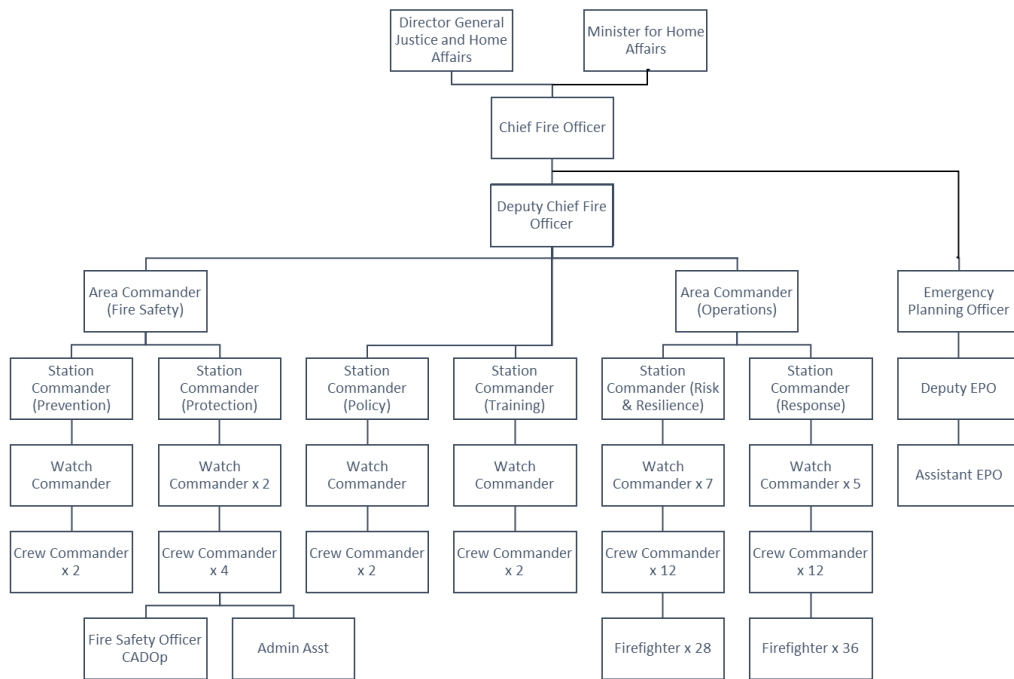 Director General
Justice and Home
Affairs
Minister for Home
Affairs
Chief Fire Officer
Deputy Chief Fire
Officer
Area Commander
(Fire Safety)
Area Commander
(Operations)
Emergency
Planning Officer
Station
Commander
(Prevention)
Station
Commander
(Protection)
Station
Commander
(Policy)
Station
Commander
(Training)
Station
Commander (Risk
& Resilience)
Station
Commander
(Response)
Deputy EPO
Watch
Commander
Watch
Commander x 2
Watch
Commander
Watch
Commander
Watch
Commander x 7
Watch
Commander x 5
Assistant EPO
Crew Commander
x 2
Crew Commander
x 4
Crew Commander
x 2
Crew Commander
x 2
Crew Commander
x 12
Crew Commander
x 12
Fire Safety Officer
CADOp
Admin Asst
Firefighter x 28
Firefighter x 36